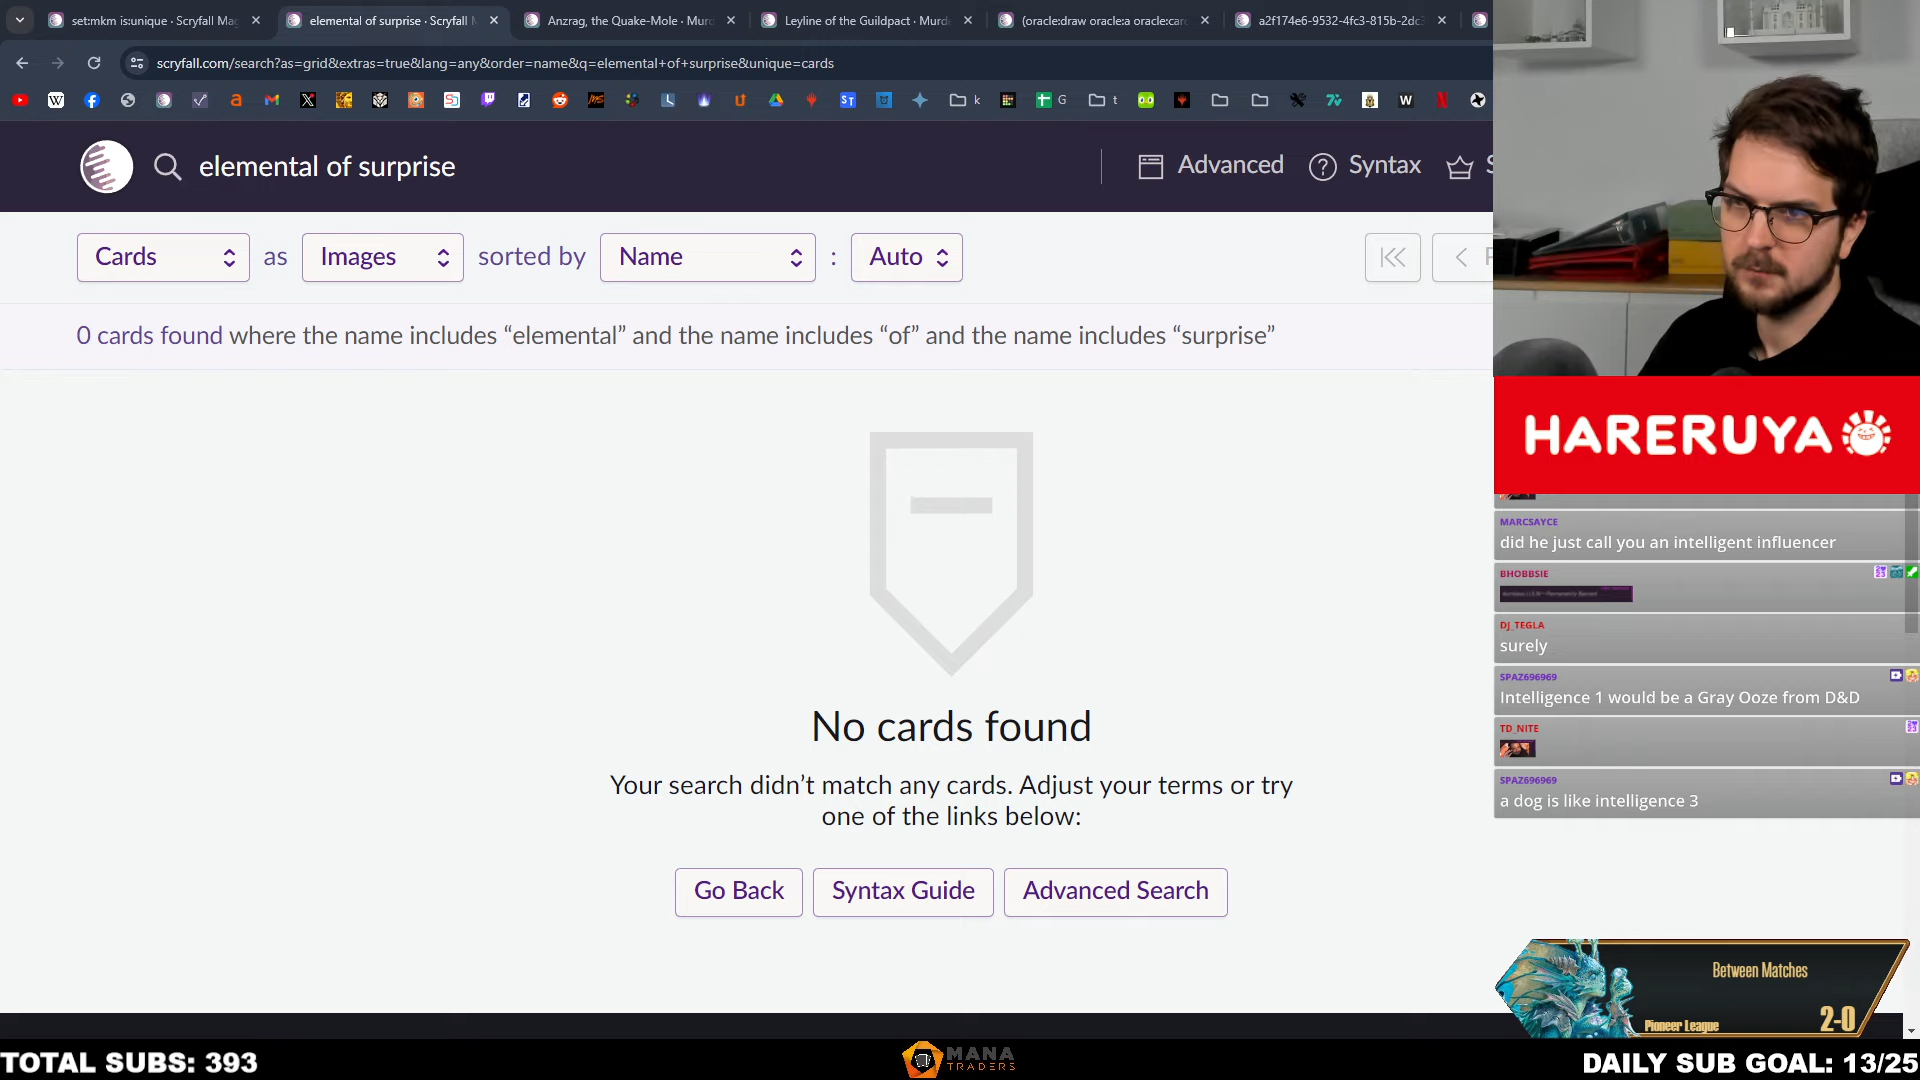 set:mkm is:unique · Scryfall Mag
elemental of surprise · Scryfall M
Anzrag, the Quake-Mole · Murd
Leyline of the Guildpact · Murde
(oracle:draw oracle:a oracle:card
a2f174e6-9532-4fc3-815b-2dc3
scryfall.com/search?as=grid&extras=true&lang=any&order=name&q=elemental+of+surprise&unique=cards
k
G
t
elemental of surprise
Advanced
Syntax
S
Cards
as
Images
sorted by
Name
:
Auto
0 cards found where the name includes “elemental” and the name includes “of” and the name includes “surprise”
No cards found
Your search didn’t match any cards. Adjust your terms or try
one of the links below:
Go Back
Syntax Guide
Advanced Search
HARERUYA
MARCSAYCE
did he just call you an intelligent influencer
BHOBBSIE
DJ_TEGLA
surely
SPAZ696969
Intelligence 1 would be a Gray Ooze from D&D
TD_NITE
SPAZ696969
a dog is like intelligence 3
Between Matches
Pioneer League
2-0
TOTAL SUBS: 393
MANA
TRADERS
DAILY SUB GOAL: 13/25